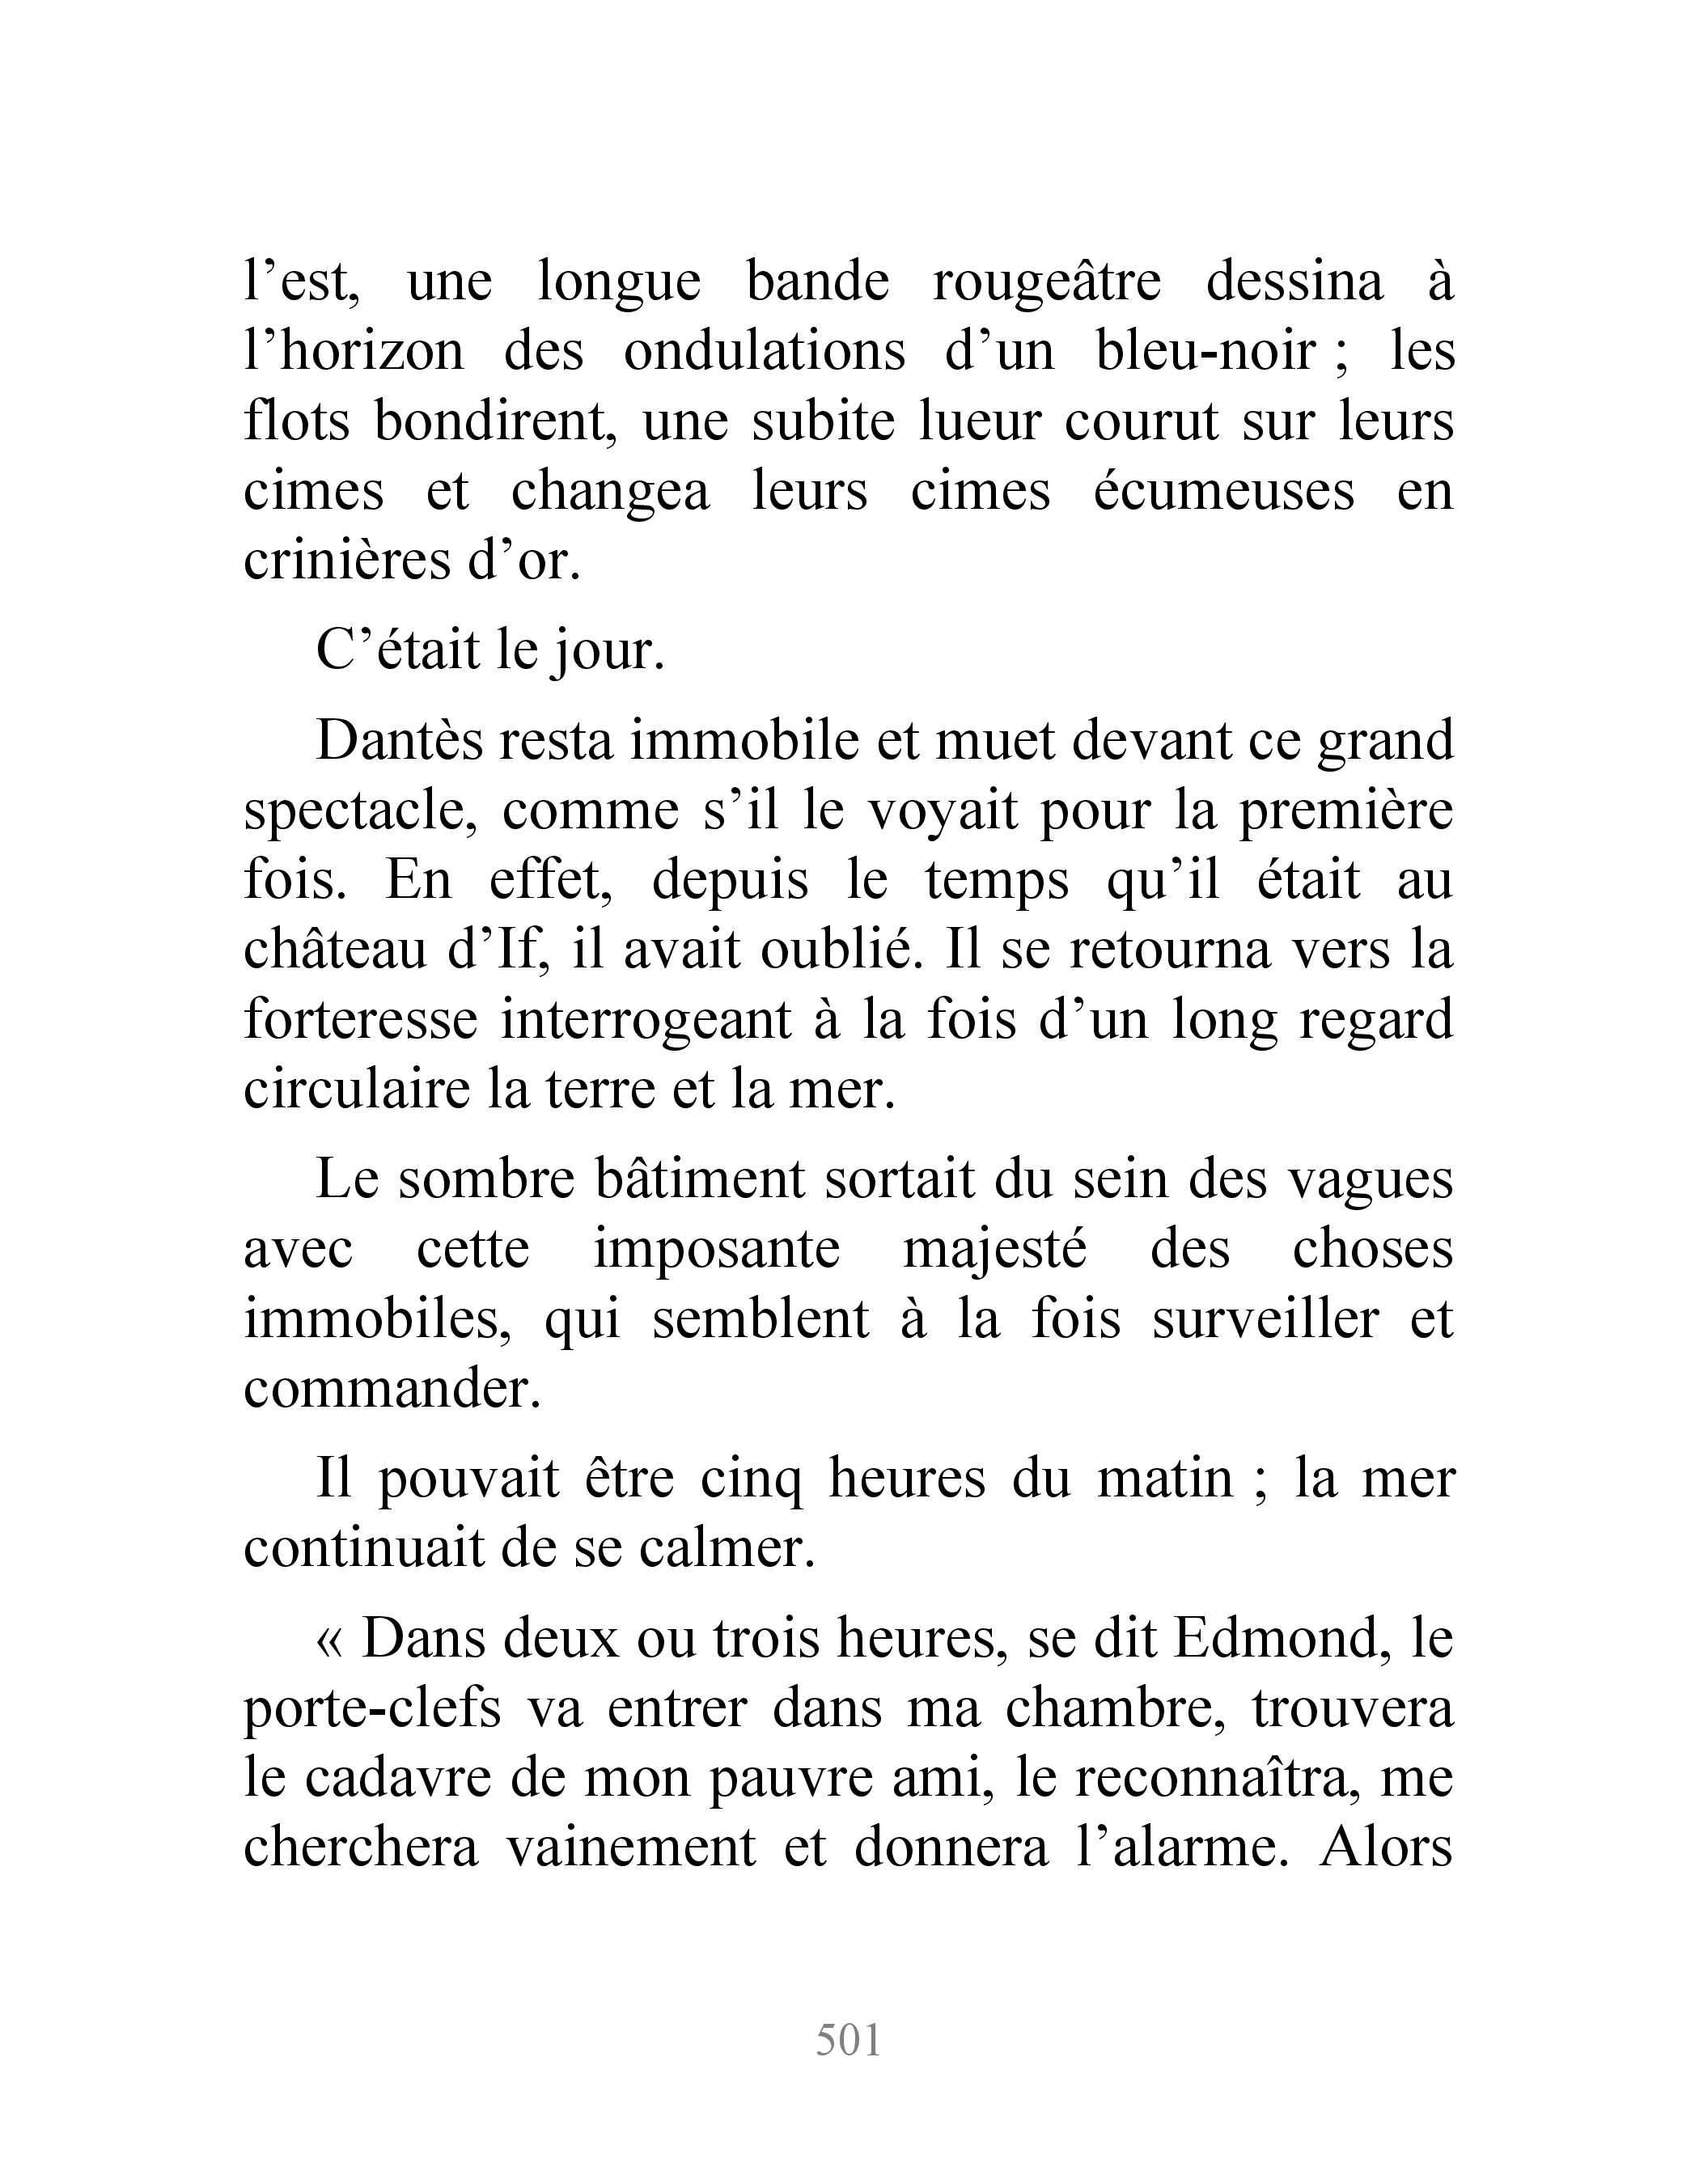 l’est, une longue bande rougeâtre dessina à
l’horizon des ondulations d’un bleu-noir ; les
flots bondirent, une subite lueur courut sur leurs
cimes et changea leurs cimes écumeuses en
crinières d’or.
C’était le jour.
Dantès resta immobile et muet devant ce grand
spectacle, comme s’il le voyait pour la première
fois. En effet, depuis le temps qu’il était au
château d’If, il avait oublié. Il se retourna vers la
forteresse interrogeant à la fois d’un long regard
circulaire la terre et la mer.
Le sombre bâtiment sortait du sein des vagues
avec cette imposante majesté des choses
immobiles, qui semblent à la fois surveiller et
commander.
Il pouvait être cinq heures du matin ; la mer
continuait de se calmer.
« Dans deux ou trois heures, se dit Edmond, le
porte-clefs va entrer dans ma chambre, trouvera
le cadavre de mon pauvre ami, le reconnaîtra, me
cherchera vainement et donnera l’alarme. Alors
501